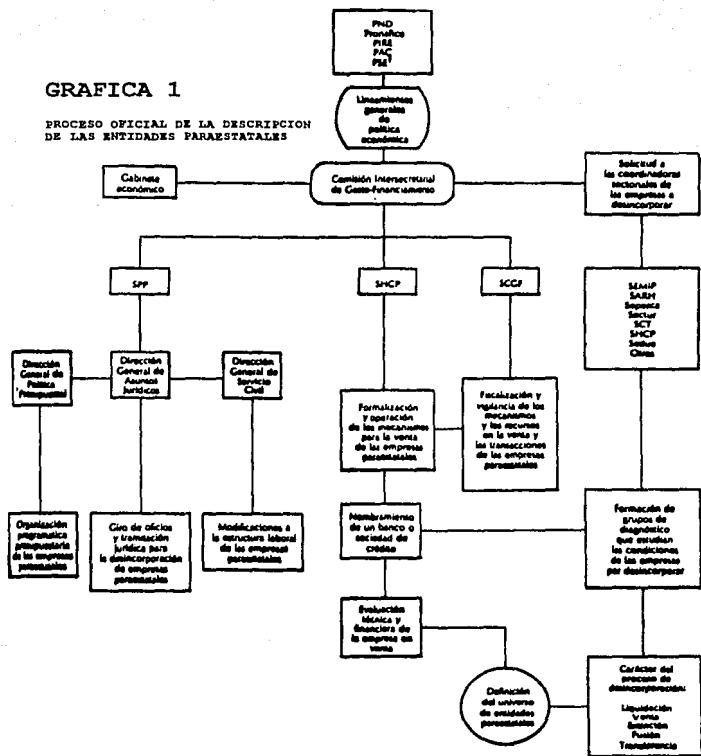 PND
Pronafice
PIRE
PAC
PSE
GRAFICA 1
PROCESO OFICIAL DE LA DESCRIPCION
DE LAS ENTIDADES PARAESTATALES
Lineamientos
generales
de
política
económica
Gabinete
económico
Comisión Intersecretarial
de Gasto-Financiamiento
Solicitud a
los coordinadores
sectoriales de
las empresas a
desincorporar
SPP
SHCP
SCGF
SEMIP
SARH
Sepesca
Sectur
SCT
SHCP
Sedue
Otros
Dirección
General de
Política
Presupuestal
Dirección
General de
Asuntos
Jurídicos
Dirección
General de
Servicio
Civil
Formalización
y operación
de los mecanismos
para la venta
de las empresas
paraestatales
Fiscalización y
vigilancia de los
mecanismos
y los recursos
en la venta y
las transacciones
de las empresas
paraestatales
Organización
programática
presupuestaria
de las empresas
paraestatales
Giro de oficios
y tramitación
jurídica para
la desincorporación
de empresas
paraestatales
Modificaciones a
la estructura laboral
de las empresas
paraestatales
Nombramiento
de un banco o
sociedad de
crédito
Formación de
grupos de
diagnóstico
que estudian
las condiciones
de las empresas
por desincorporar
Evaluación
técnica y
financiera de
la empresa en
venta
Definición
del universo
de entidades
paraestatales
Carácter del
proceso de
desincorporación:
Liquidación
Venta
Extinción
Fusión
Transferencia